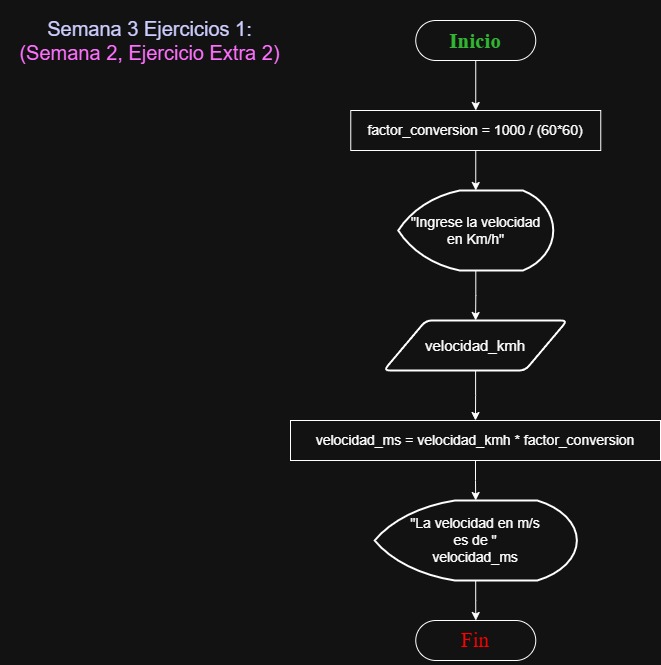 Semana 3 Ejercicios 1:
(Semana 2, Ejercicio Extra 2)
Inicio
factor_conversion = 1000 / (60*60)
"Ingrese la velocidad
en Km/h"
velocidad_kmh
velocidad_ms = velocidad_kmh * factor_conversion
"La velocidad en m/s
es de "
velocidad_ms
Fin